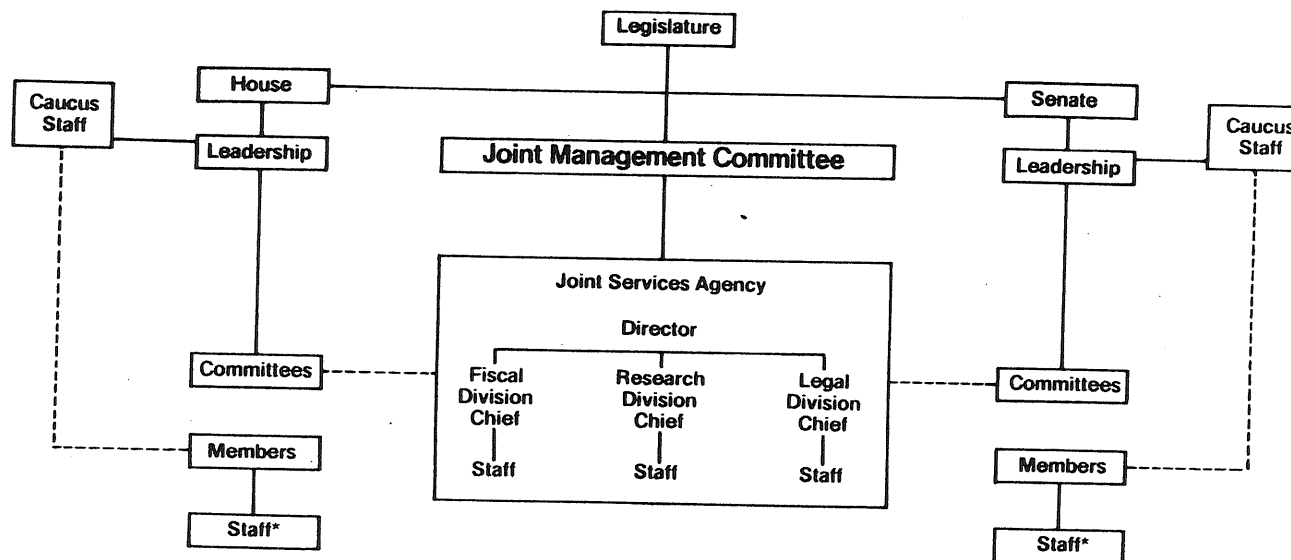 Legislature
House
Senate
Caucus
Staff
Caucus
Staff
Leadership
Joint Management Committee
Leadership
Joint Services Agency
Director
Committees
Fiscal
Division
Chief
Research
Division
Chief
Legal
Division
Chief
Committees
Members
Staff
Staff
Staff
Members
Staff*
Staff*